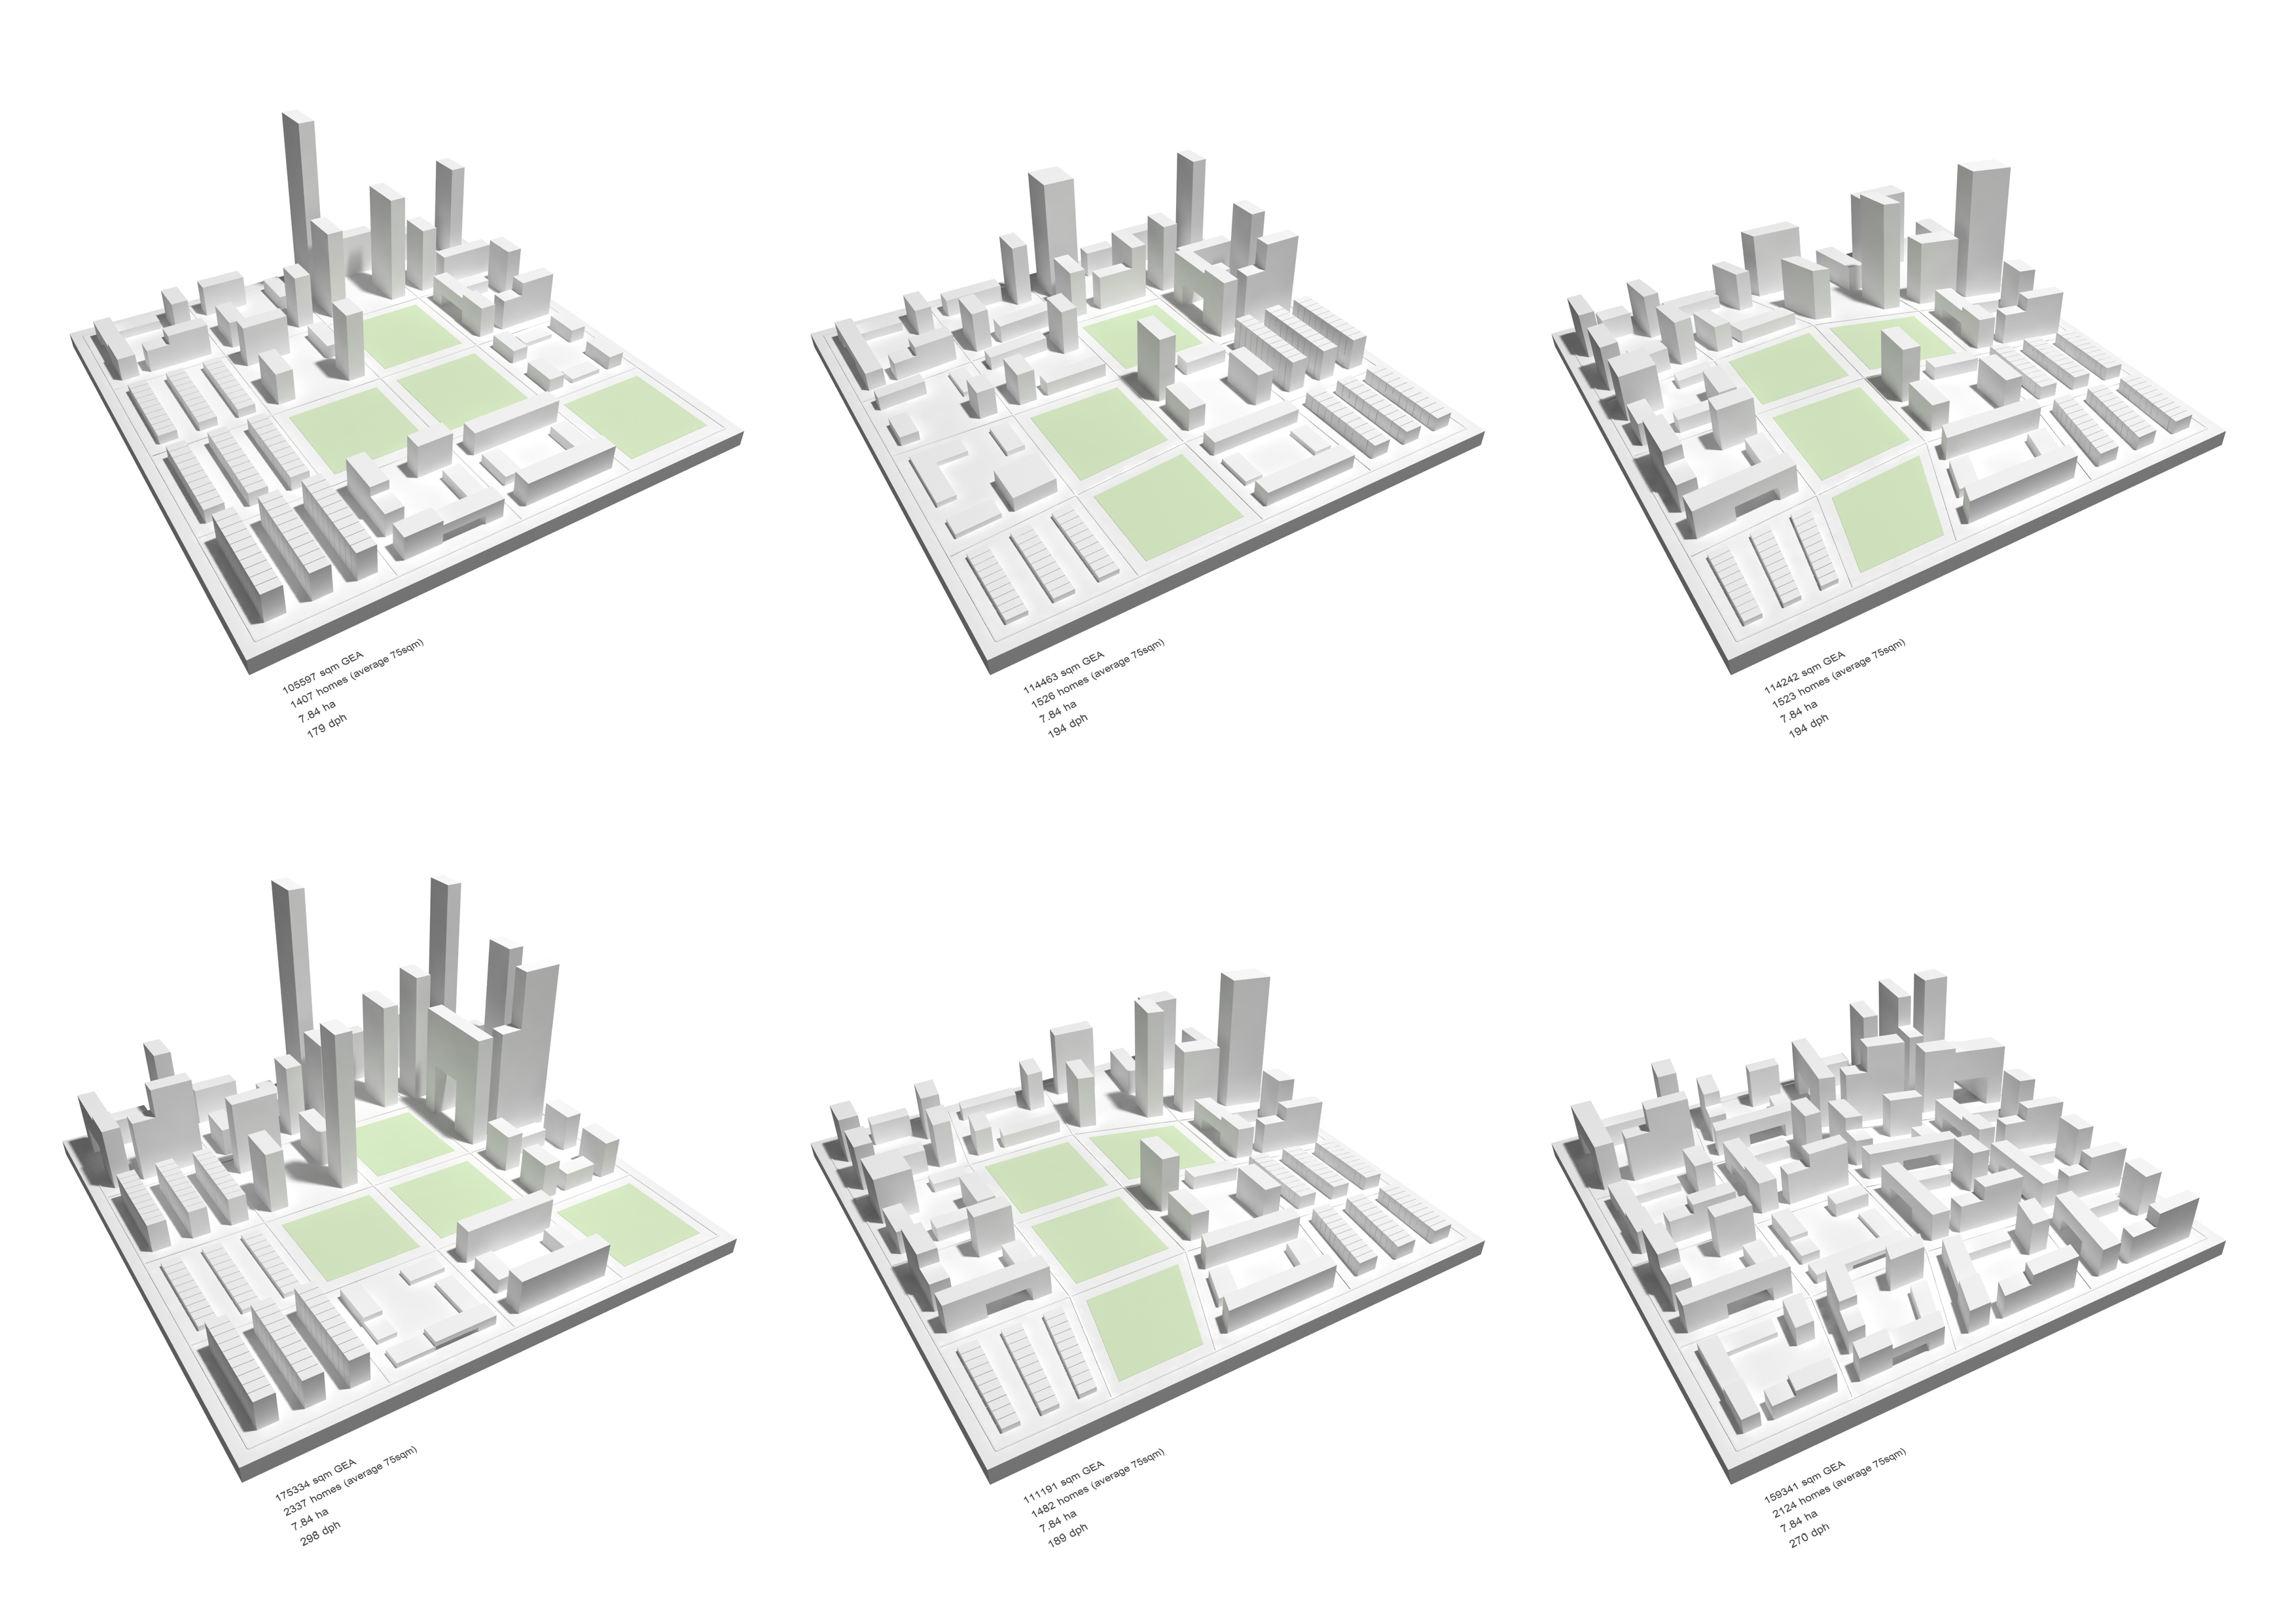 105597 sqm GEA
1407 homes (average 75sqm)
7.84 ha
179 dph
114463 sqm GEA
1526 homes (average 75sqm)
7.84 ha
194 dph
114242 sqm GEA
1523 homes (average 75sqm)
7.84 ha
194 dph
175334 sqm GEA
2337 homes (average 75sqm)
7.84 ha
298 dph
111191 sqm GEA
1482 homes (average 75sqm)
7.84 ha
189 dph
159341 sqm GEA
2124 homes (average 75sqm)
7.84 ha
270 dph